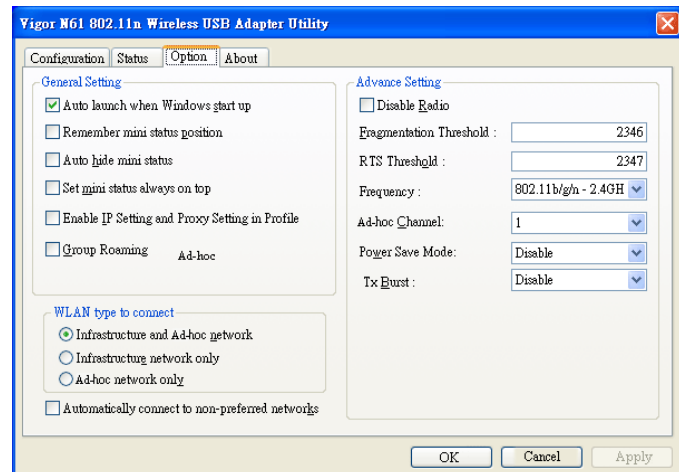 Vigor N61 802.11n Wireless USB Adapter Utility
Configuration Status Option About
General Setting
Auto launch when Windows start up
Remember mini status position
Auto hide mini status
Set mini status always on top
Enable IP Setting and Proxy Setting in Profile
Group Roaming Ad-hoc
WLAN type to connect
Infrastructure and Ad-hoc network
Infrastructure network only
Ad-hoc network only
Automatically connect to non-preferred networks
Advance Setting
Disable Radio
Fragmentation Threshold : 2346
RTS Threshold : 2347
Frequency : 802.11b/g/n - 2.4GH
Ad-hoc Channel: 1
Power Save Mode: Disable
Tx Burst : Disable
OK Cancel Apply